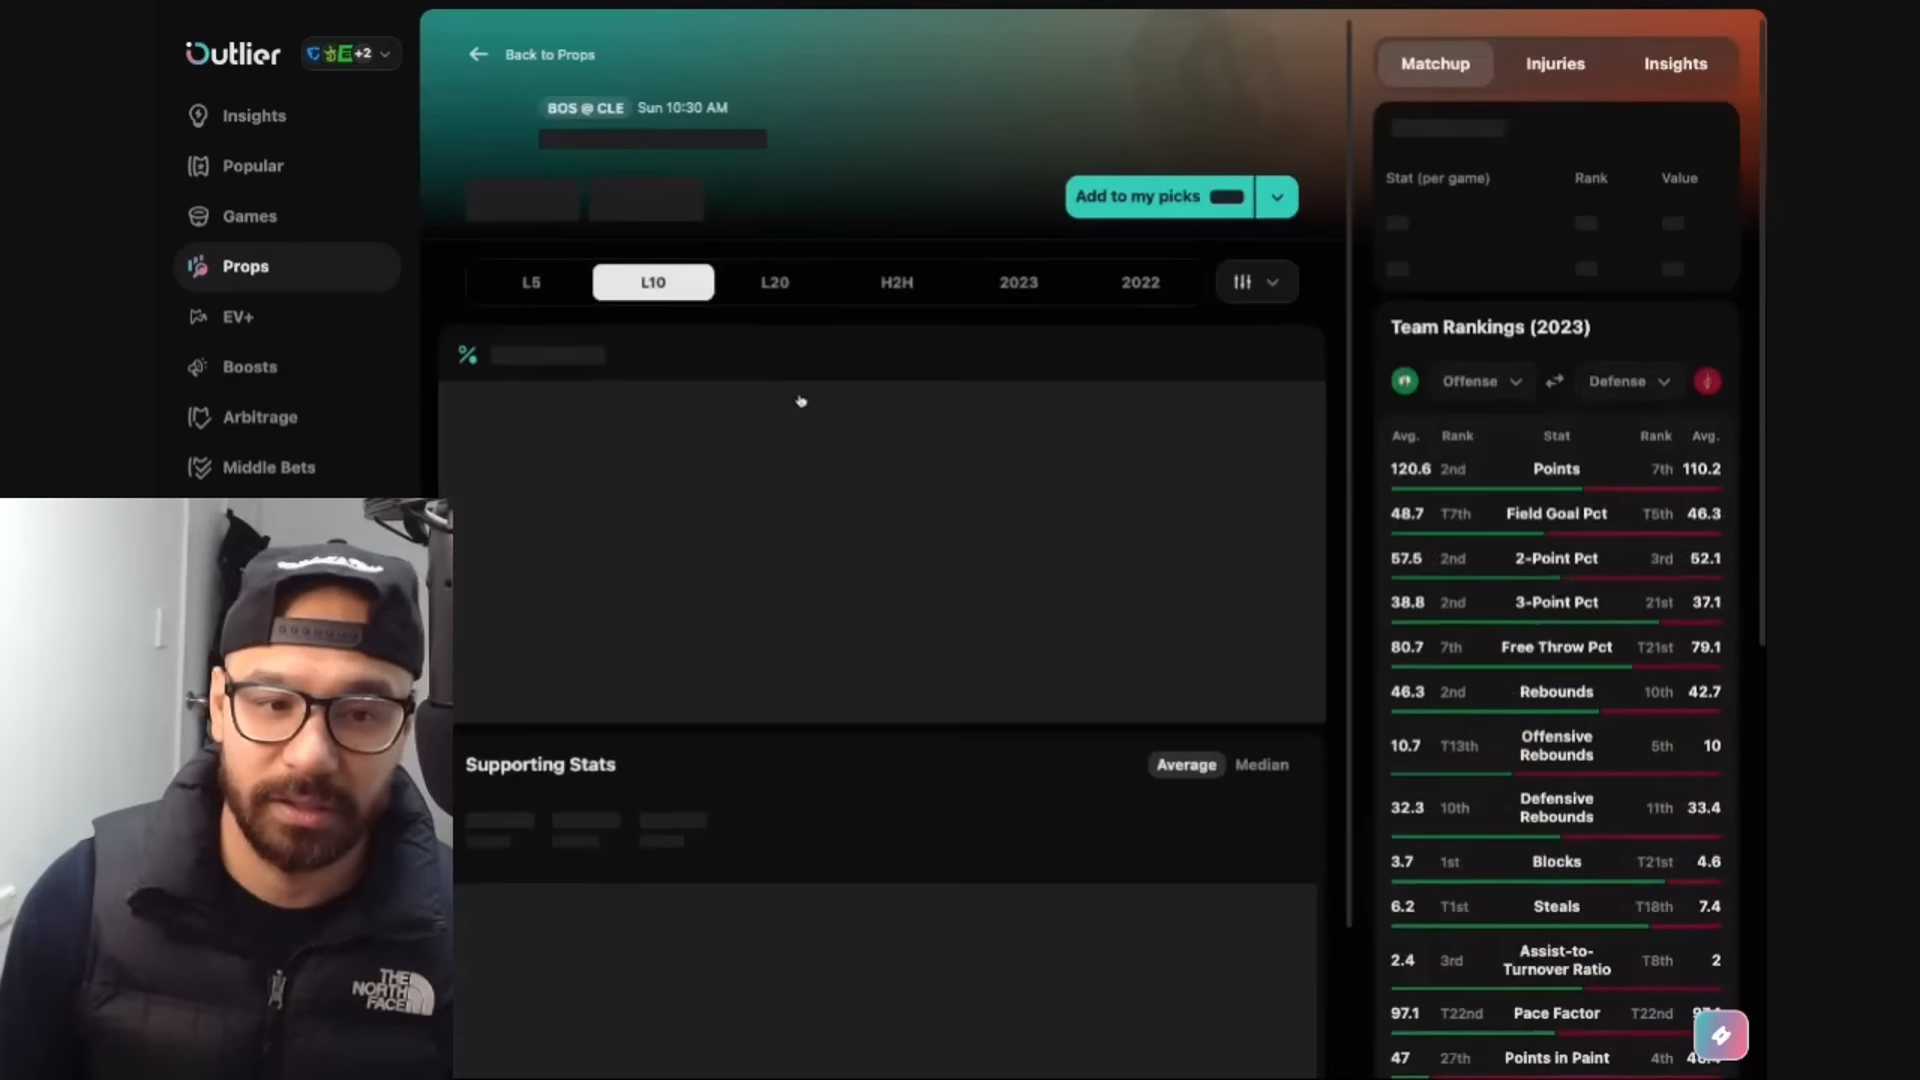 Outlier
+2
Insights
Popular
Games
Props
EV+
Boosts
Arbitrage
Middle Bets
Back to Props
BOS @ CLE Sun 10:30 AM
Add to my picks
L5 L10 L20 H2H 2023 2022
Supporting Stats
Average Median
Matchup Injuries Insights
Stat (per game) Rank Value
Team Rankings (2023)
Offense Defense
Avg. Rank Stat Rank Avg.
120.6 2nd Points 7th 110.2
48.7 T7th Field Goal Pct T5th 46.3
57.5 2nd 2-Point Pct 3rd 52.1
38.8 2nd 3-Point Pct 21st 37.1
80.7 7th Free Throw Pct T21st 79.1
46.3 2nd Rebounds 10th 42.7
10.7 T13th Offensive Rebounds 5th 10
32.3 10th Defensive Rebounds 11th 33.4
3.7 1st Blocks T21st 4.6
6.2 T1st Steals T18th 7.4
2.4 3rd Assist-to-Turnover Ratio T8th 2
97.1 T22nd Pace Factor T22nd
47 27th Points in Paint 4th
THE
NORTH
FACE